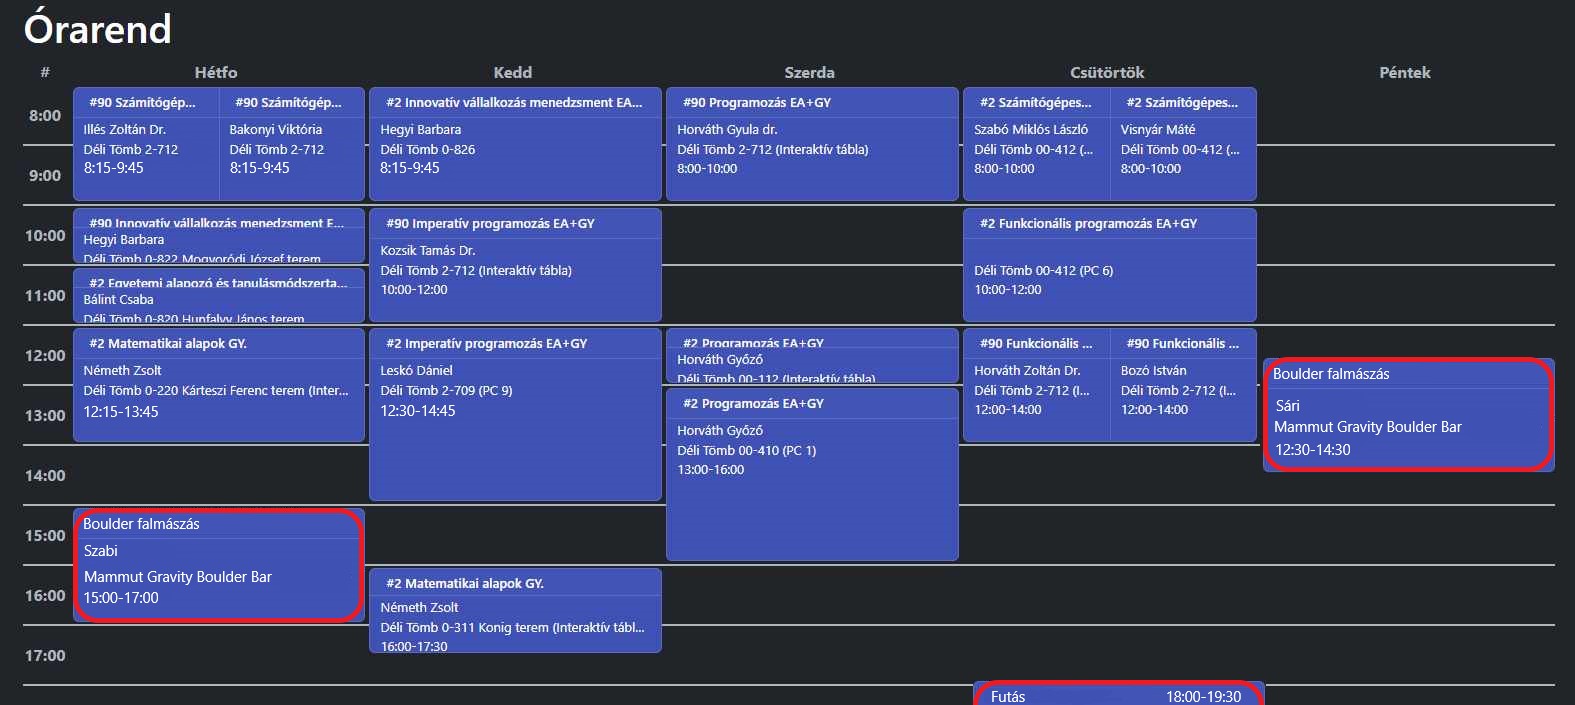 Órarend
# Hétfo Kedd Szerda Csütörtök Péntek
8:00
9:00
10:00
11:00
12:00
13:00
14:00
15:00
16:00
17:00
#90 Számítógép...
Illés Zoltán Dr.
Déli Tömb 2-712
8:15-9:45
#90 Számítógép...
Bakonyi Viktória
Déli Tömb 2-712
8:15-9:45
#90 Innovatív vállalkozás menedzsment E...
Hegyi Barbara
Déli Tömb 0-822 Mogyoródi József terem
#2 Egyetemi alapozó és tanulásmódszerta...
Bálint Csaba
Déli Tömb 0-820 Hunfalvy János terem
#2 Matematikai alapok GY.
Németh Zsolt
Déli Tömb 0-220 Kárteszi Ferenc terem (Inter...
12:15-13:45
Boulder falmászás
Szabi
Mammut Gravity Boulder Bar
15:00-17:00
#2 Innovatív vállalkozás menedzsment EA...
Hegyi Barbara
Déli Tömb 0-826
8:15-9:45
#90 Imperatív programozás EA+GY
Kozsik Tamás Dr.
Déli Tömb 2-712 (Interaktív tábla)
10:00-12:00
#2 Imperatív programozás EA+GY
Leskó Dániel
Déli Tömb 2-709 (PC 9)
12:30-14:45
#2 Matematikai alapok GY.
Németh Zsolt
Déli Tömb 0-311 Konig terem (Interaktív tábl...
16:00-17:30
#90 Programozás EA+GY
Horváth Gyula dr.
Déli Tömb 2-712 (Interaktív tábla)
8:00-10:00
#2 Programozás EA+GY
Horváth Győző
Déli Tömb 00-112 (Interaktív tábla)
#2 Programozás EA+GY
Horváth Győző
Déli Tömb 00-410 (PC 1)
13:00-16:00
#2 Számítógépes...
Szabó Miklós László
Déli Tömb 00-412 (...
8:00-10:00
#2 Számítógépes...
Visnyár Máté
Déli Tömb 00-412 (...
8:00-10:00
#2 Funkcionális programozás EA+GY
Déli Tömb 00-412 (PC 6)
10:00-12:00
#90 Funkcionális ...
Horváth Zoltán Dr.
Déli Tömb 2-712 (I...
12:00-14:00
#90 Funkcionális ...
Bozó István
Déli Tömb 2-712 (I...
12:00-14:00
Futás 18:00-19:30
Boulder falmászás
Sári
Mammut Gravity Boulder Bar
12:30-14:30